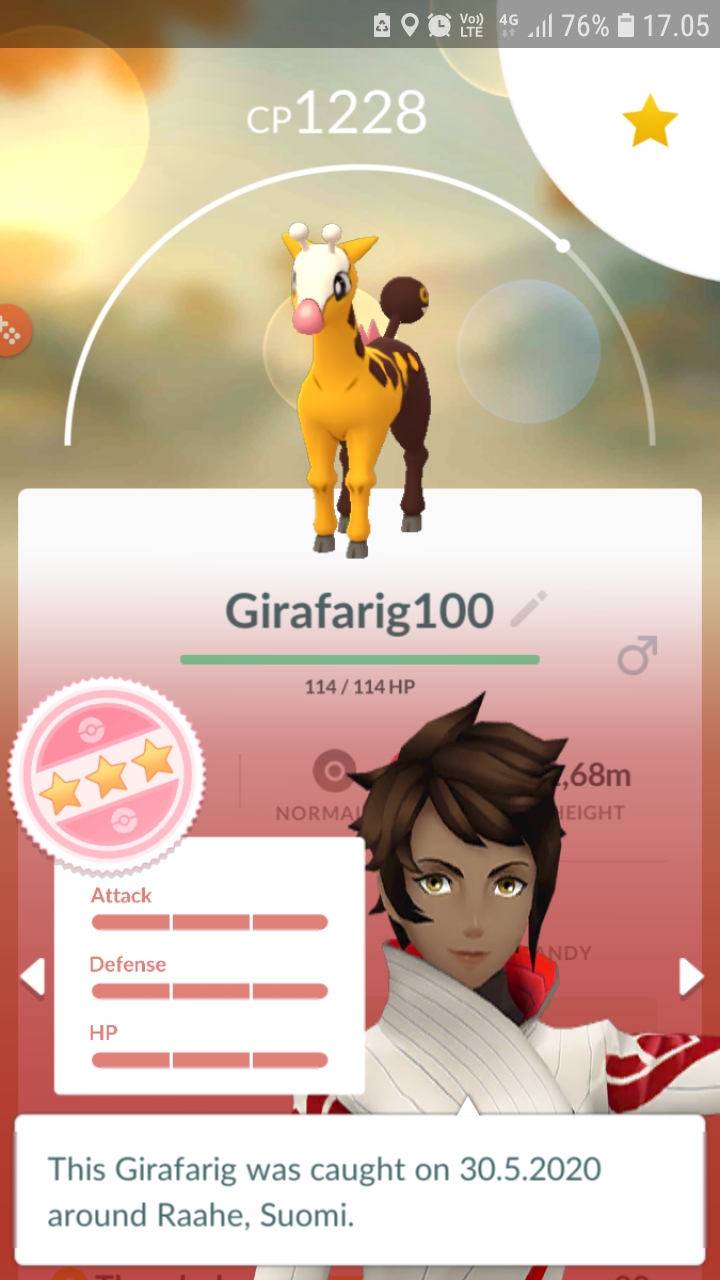 Vo)) LTE 4G 76% 17.05
CP1228
Girafarig100
114 / 114 HP
,68m
NORMAL
HEIGHT
Attack
Defense
HP
This Girafarig was caught on 30.5.2020
around Raahe, Suomi.